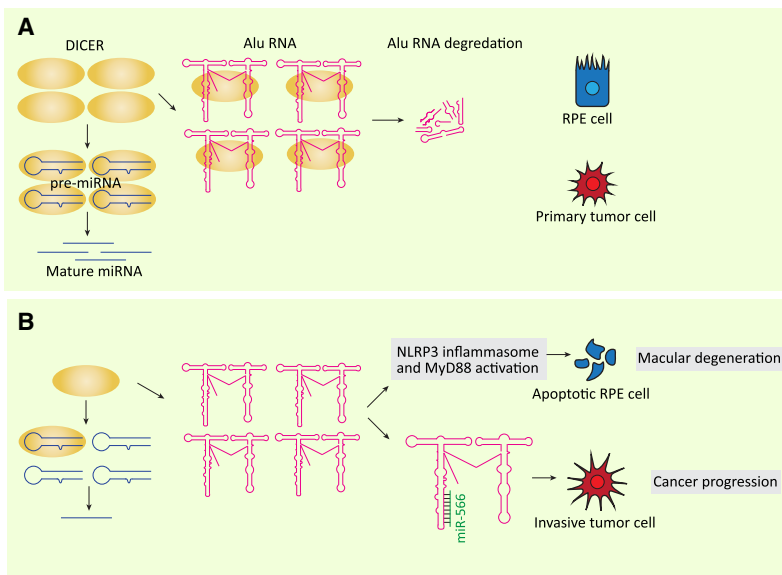 A
DICER
Alu RNA
Alu RNA degredation
RPE cell
pre-miRNA
Primary tumor cell
Mature miRNA
B
NLRP3 inflammasome
and MyD88 activation
Macular degeneration
Apoptotic RPE cell
miR-566
Cancer progression
Invasive tumor cell